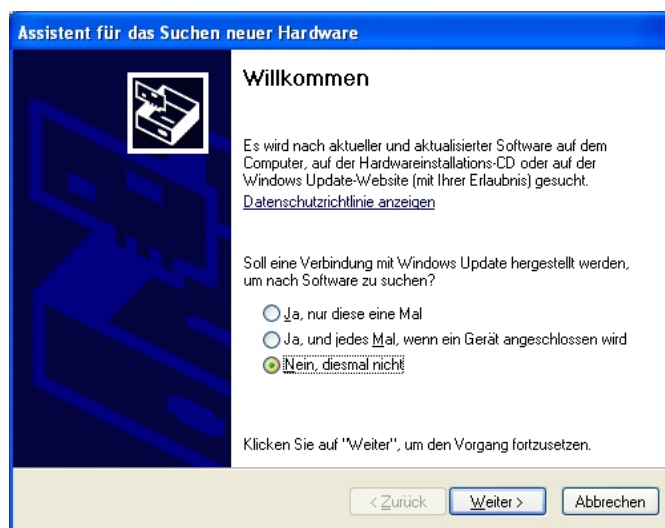 Assistent für das Suchen neuer Hardware
Willkommen
Es wird nach aktueller und aktualisierter Software auf dem
Computer, auf der Hardwareinstallations-CD oder auf der
Windows Update-Website (mit Ihrer Erlaubnis) gesucht.
Datenschutzrichtlinie anzeigen
Soll eine Verbindung mit Windows Update hergestellt werden,
um nach Software zu suchen?
Ja, nur diese eine Mal
Ja, und jedes Mal, wenn ein Gerät angeschlossen wird
Nein, diesmal nicht
Klicken Sie auf "Weiter", um den Vorgang fortzusetzen.
< Zurück Weiter > Abbrechen